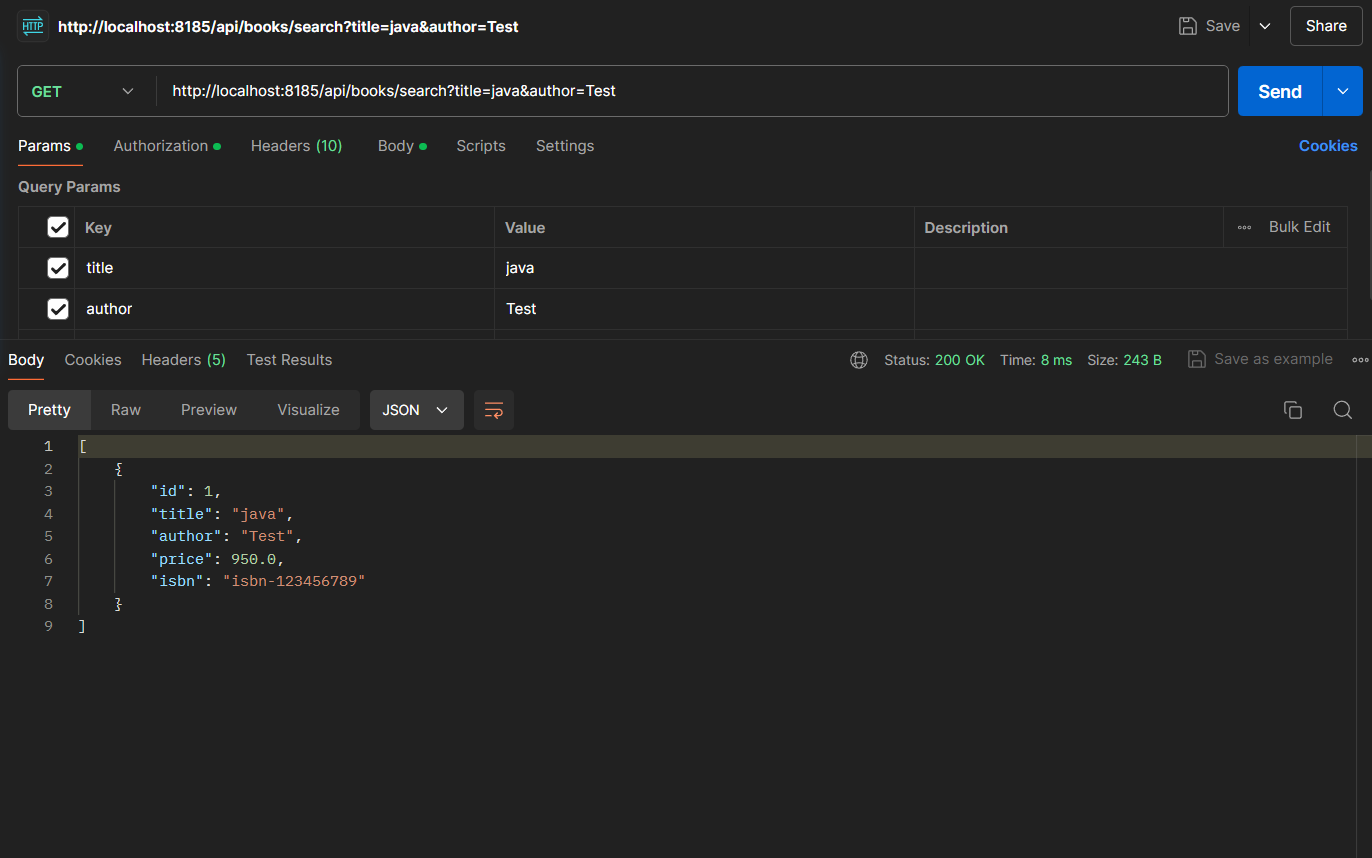 HTTP http://localhost:8185/api/books/search?title=java&author=Test Save Share
GET http://localhost:8185/api/books/search?title=java&author=Test Send
Params Authorization Headers (10) Body Scripts Settings Cookies
Query Params
Key Value Description Bulk Edit
title java
author Test
Body Cookies Headers (5) Test Results Status: 200 OK Time: 8 ms Size: 243 B Save as example
Pretty Raw Preview Visualize JSON
1 [
2 {
3 "id": 1,
4 "title": "java",
5 "author": "Test",
6 "price": 950.0,
7 "isbn": "isbn-123456789"
8 }
9 ]